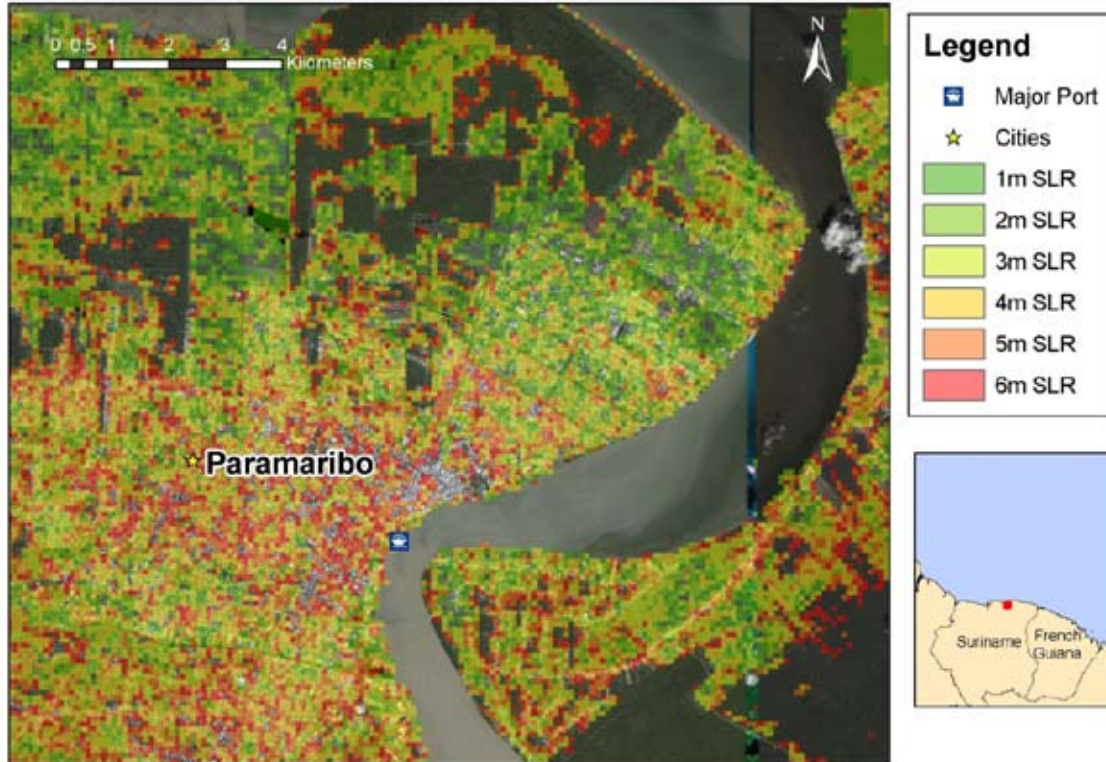 0 0.5 1 2 3 4
Kilometers
N
Paramaribo
Legend
Major Port
Cities
1m SLR
2m SLR
3m SLR
4m SLR
5m SLR
6m SLR
Suriname
French
Guiana